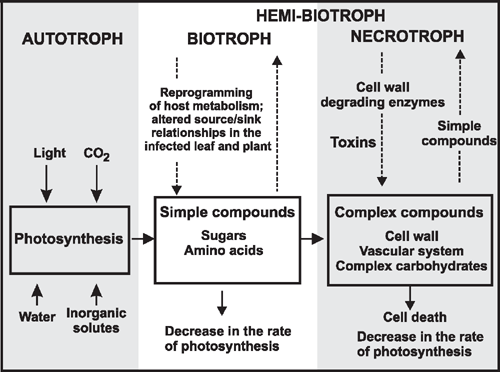 HEMI-BIOTROPH
AUTOTROPH
BIOTROPH
NECROTROPH
Reprogramming
of host metabolism;
altered source/sink
relationships in the
infected leaf and plant
Cell wall
degrading enzymes
Toxins
Simple
compounds
Light
CO2
Photosynthesis
Water
Inorganic
solutes
Simple compounds
Sugars
Amino acids
Decrease in the rate
of photosynthesis
Complex compounds
Cell wall
Vascular system
Complex carbohydrates
Cell death
Decrease in the rate
of photosynthesis